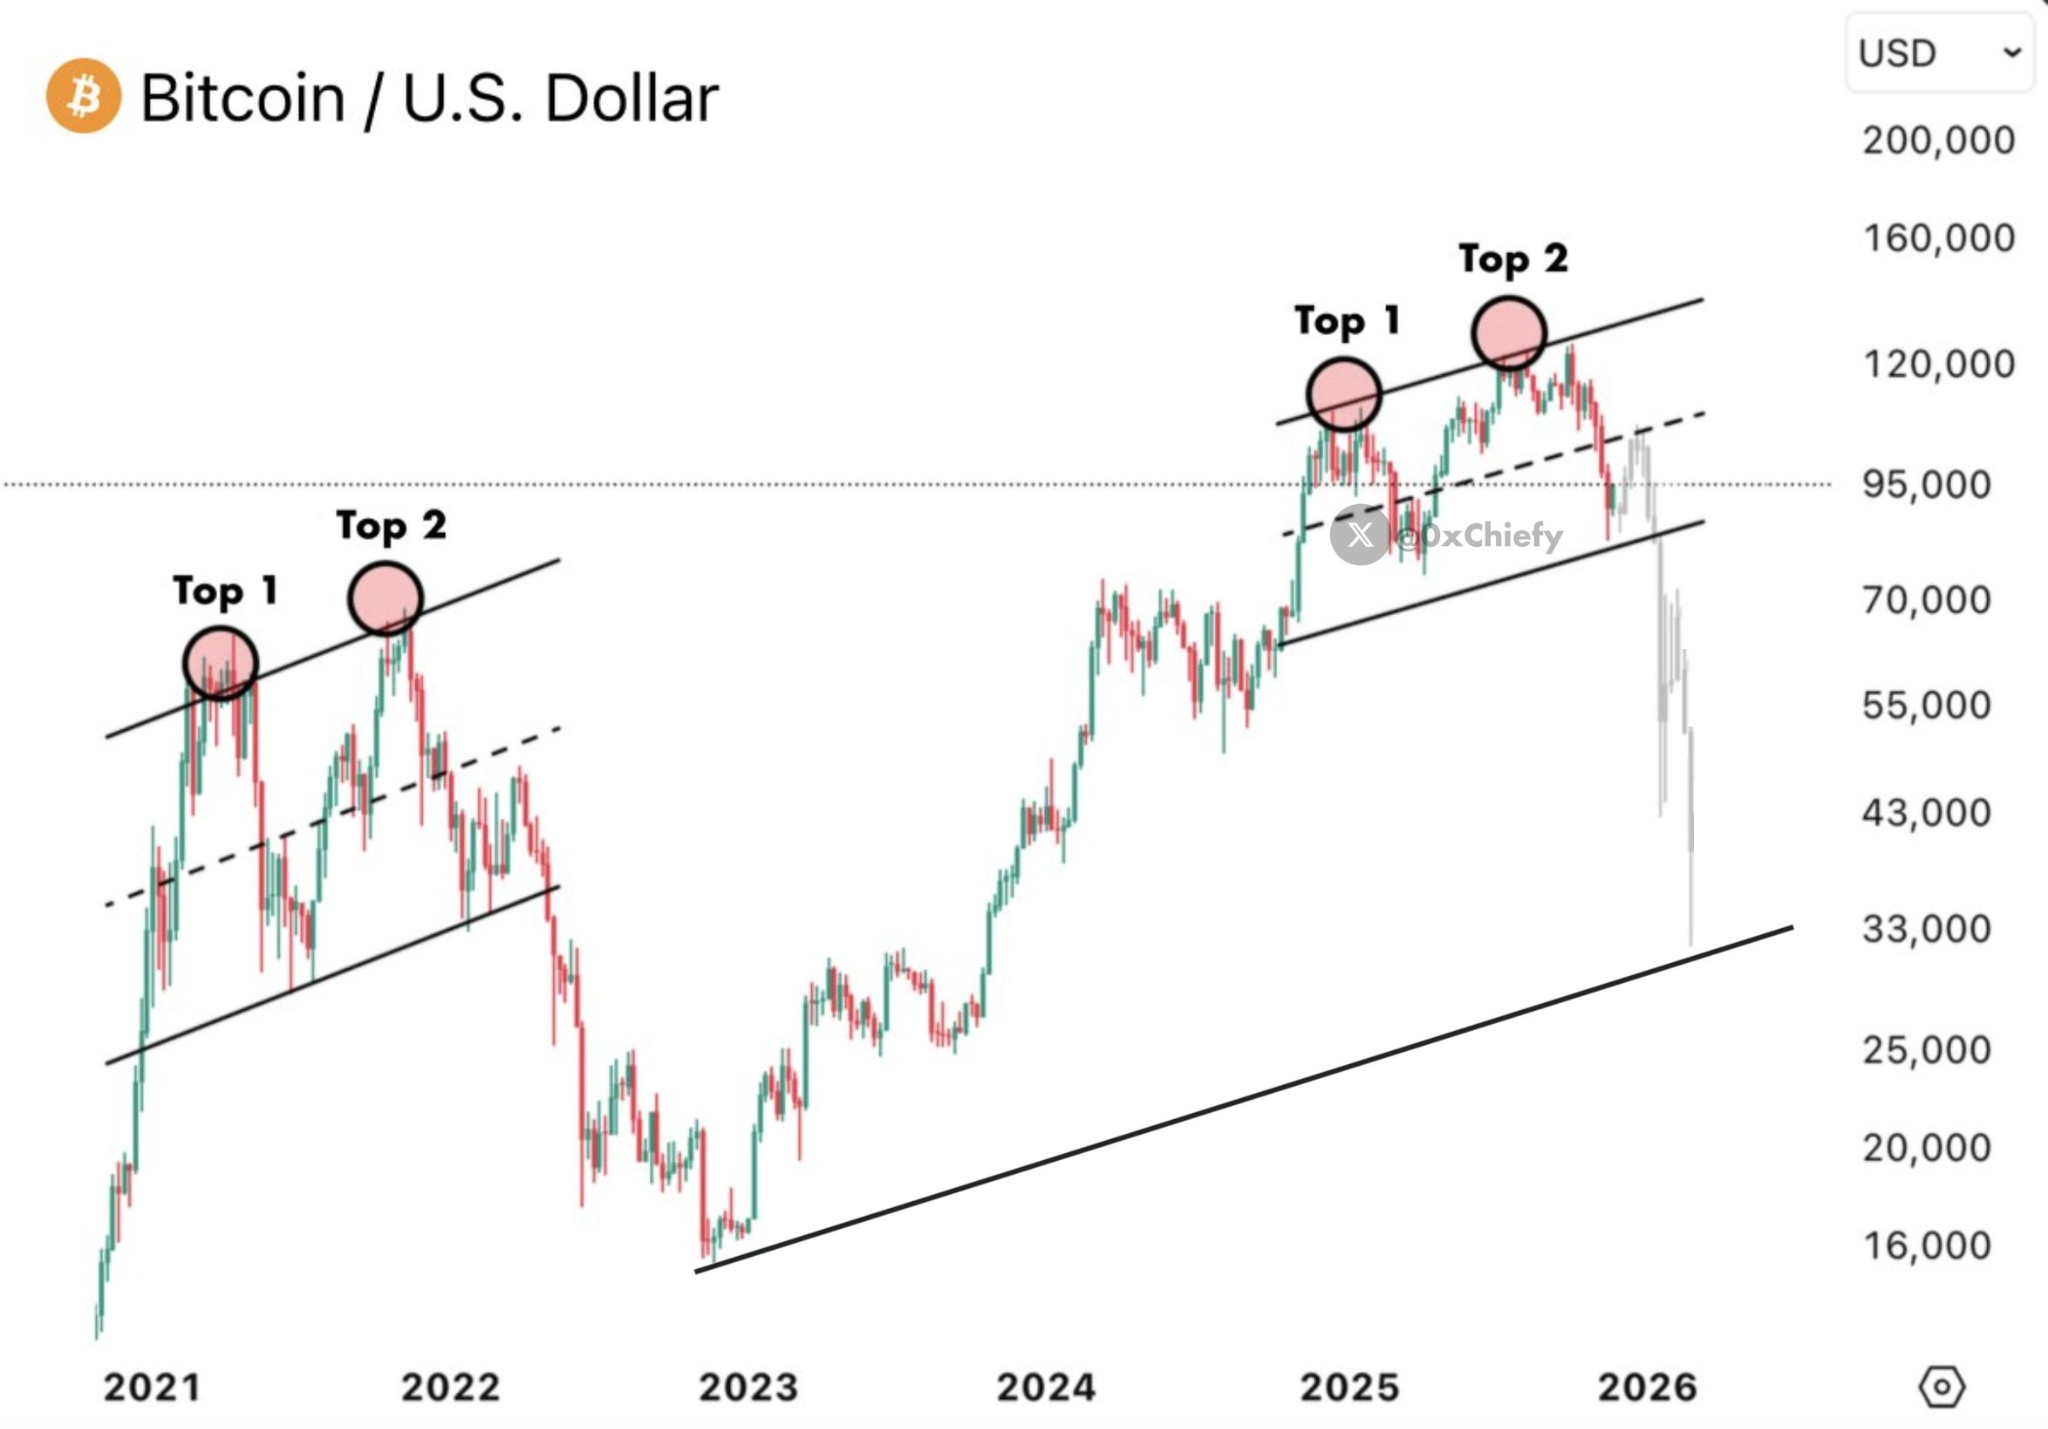 USD
Bitcoin / U.S. Dollar
200,000
160,000
Top 2
Top 1
120,000
95,000
Top 2
@0xChiefy
Top 1
70,000
55,000
43,000
33,000
25,000
20,000
16,000
2021 2022 2023 2024 2025 2026